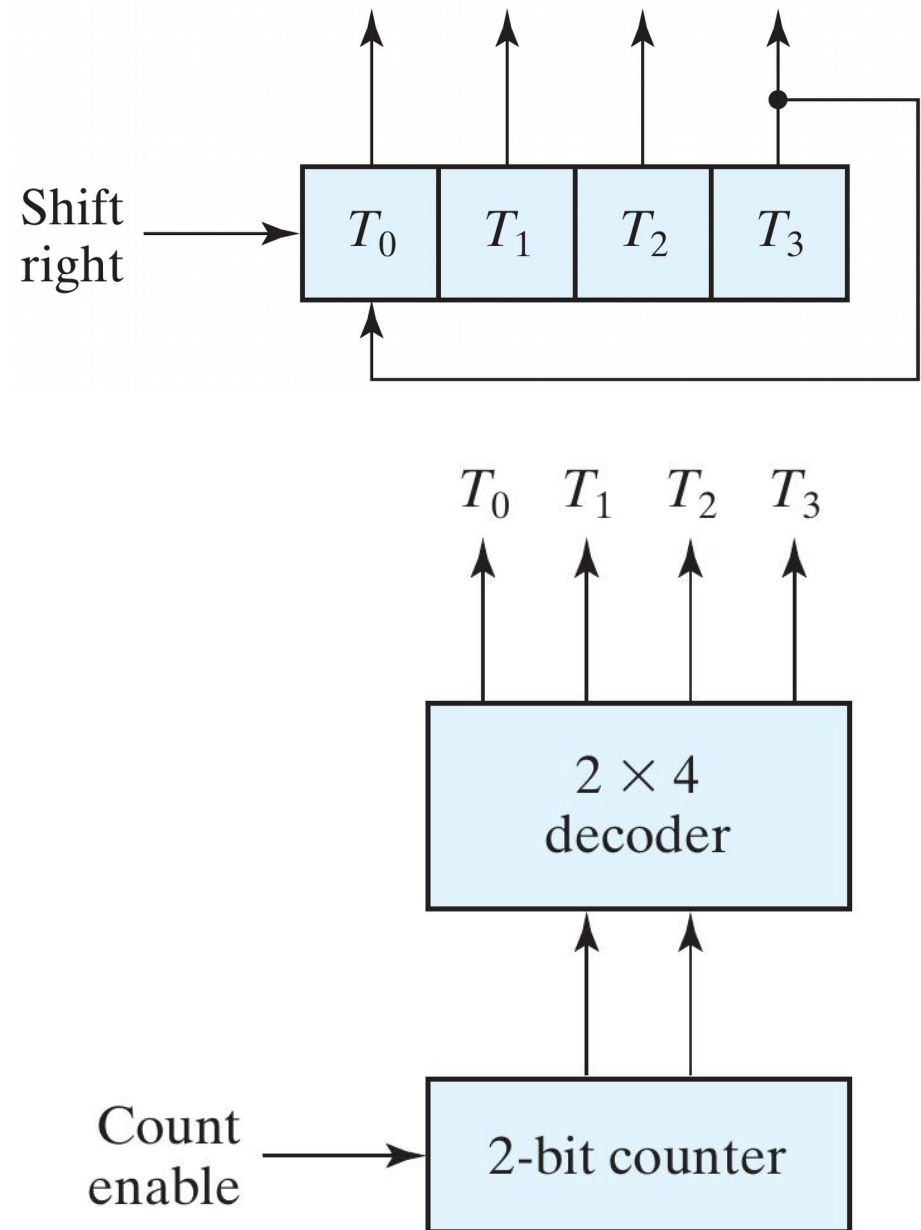 Shift
right
T₀ T₁ T₂ T₃
T₀ T₁ T₂ T₃
2 × 4
decoder
Count
enable
2-bit counter